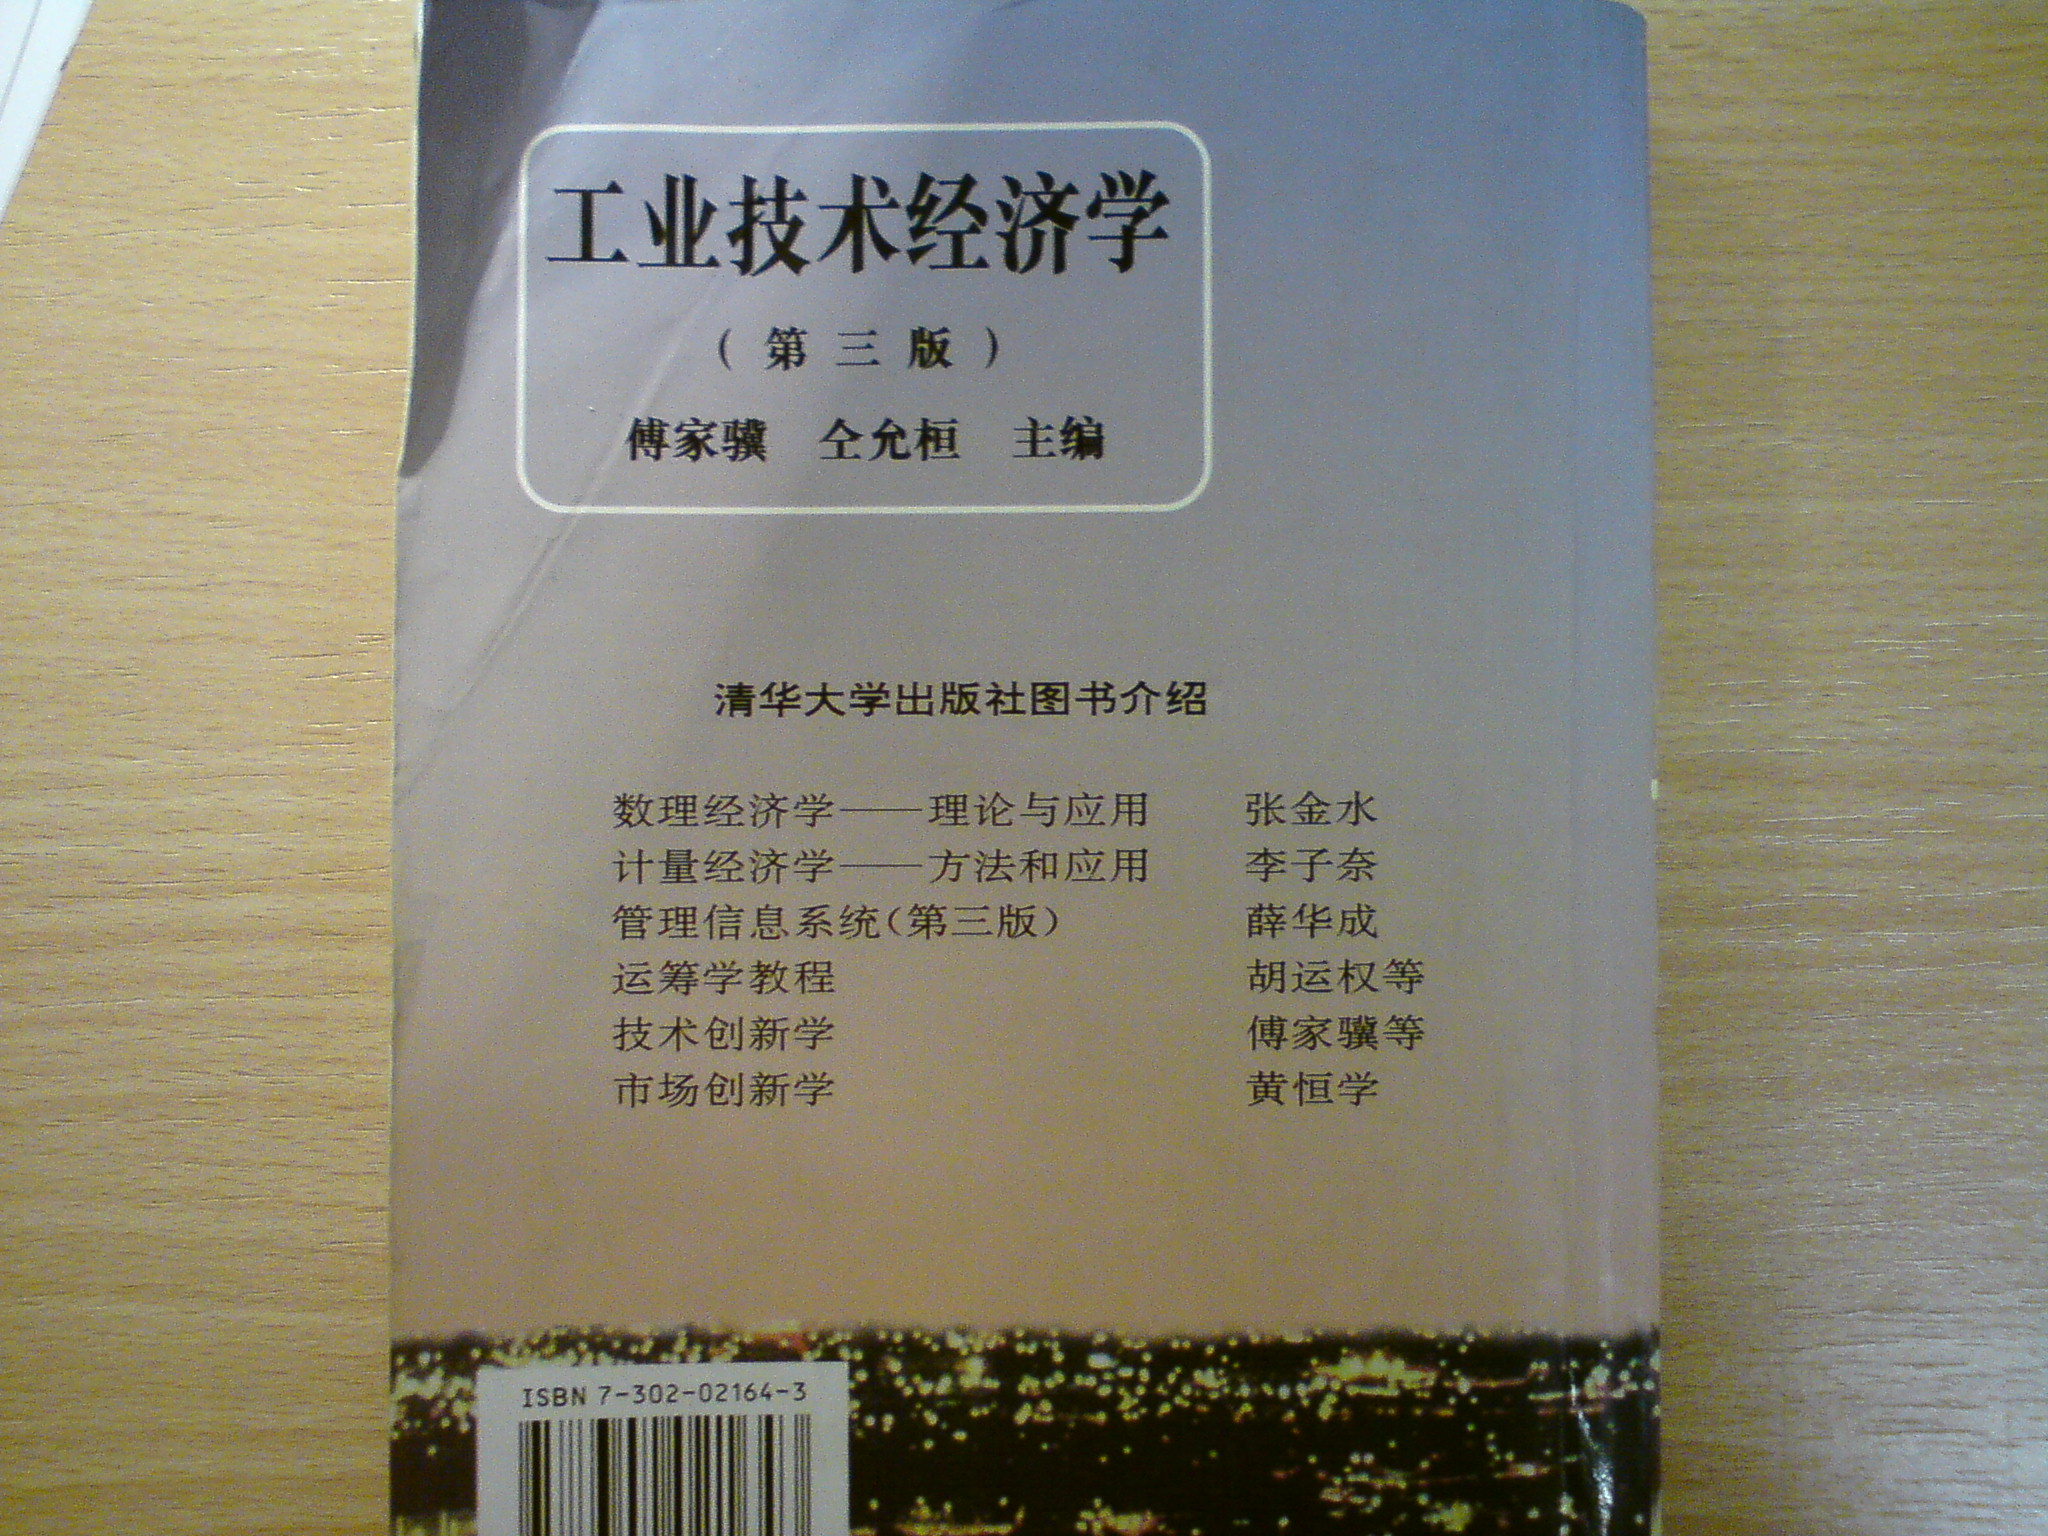 工业技术经济学
（第三版）
傅家骥 仝允桓 主编
清华大学出版社图书介绍
数理经济学——理论与应用 张金水
计量经济学——方法和应用 李子奈
管理信息系统（第三版） 薛华成
运筹学教程 胡运权等
技术创新学 傅家骥等
市场创新学 黄恒学
ISBN 7-302-02164-3